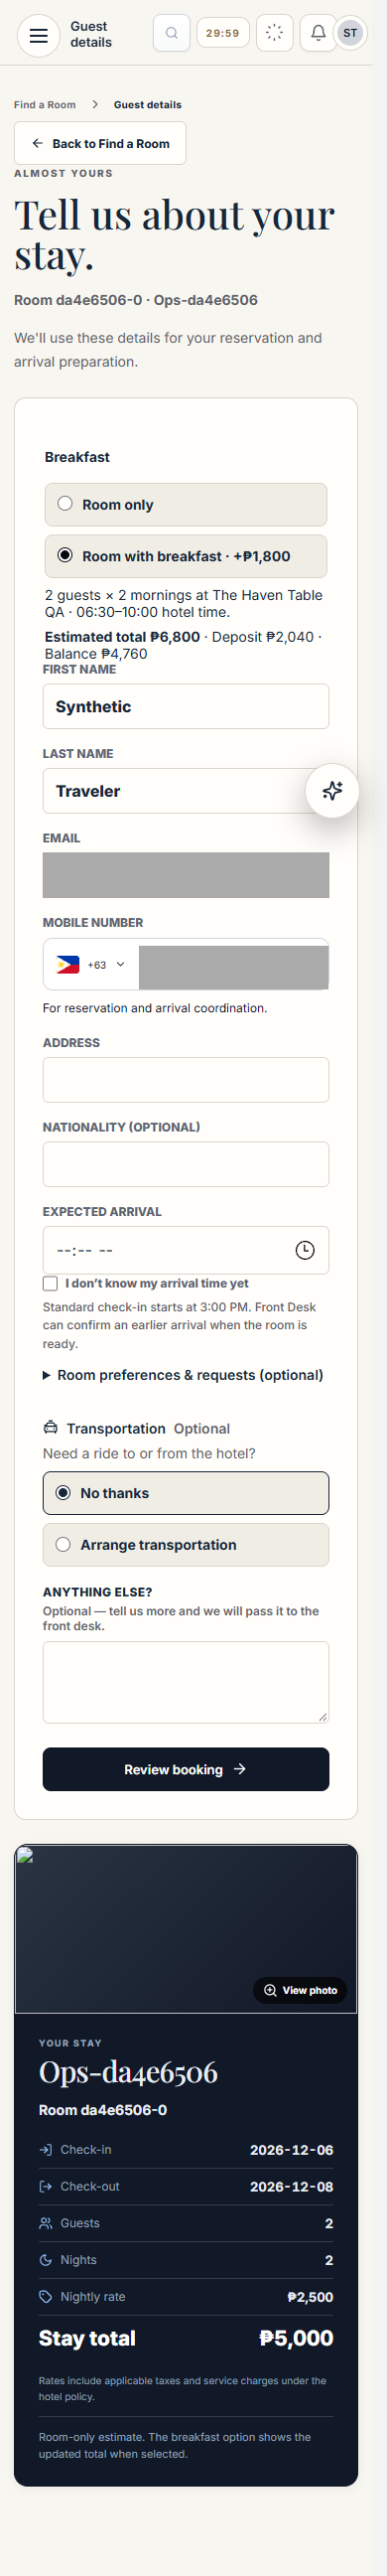 Guest
details
29:59
ST
Find a Room
Guest details
Back to Find a Room
ALMOST YOURS
Tell us about your
stay.
Room da4e6506-0 · Ops-da4e6506
We'll use these details for your reservation and
arrival preparation.
Breakfast
Room only
Room with breakfast · +₱1,800
2 guests × 2 mornings at The Haven Table
QA · 06:30–10:00 hotel time.
Estimated total ₱6,800 · Deposit ₱2,040 ·
Balance ₱4,760
FIRST NAME
Synthetic
LAST NAME
Traveler
EMAIL
MOBILE NUMBER
+63
For reservation and arrival coordination.
ADDRESS
NATIONALITY (OPTIONAL)
EXPECTED ARRIVAL
--:-- --
I don't know my arrival time yet
Standard check-in starts at 3:00 PM. Front Desk
can confirm an earlier arrival when the room is
ready.
Room preferences & requests (optional)
Transportation Optional
Need a ride to or from the hotel?
No thanks
Arrange transportation
ANYTHING ELSE?
Optional — tell us more and we will pass it to the
front desk.
Review booking
View photo
YOUR STAY
Ops-da4e6506
Room da4e6506-0
Check-in 2026-12-06
Check-out 2026-12-08
Guests 2
Nights 2
Nightly rate ₱2,500
Stay total ₱5,000
Rates include applicable taxes and service charges under the
hotel policy.
Room-only estimate. The breakfast option shows the
updated total when selected.